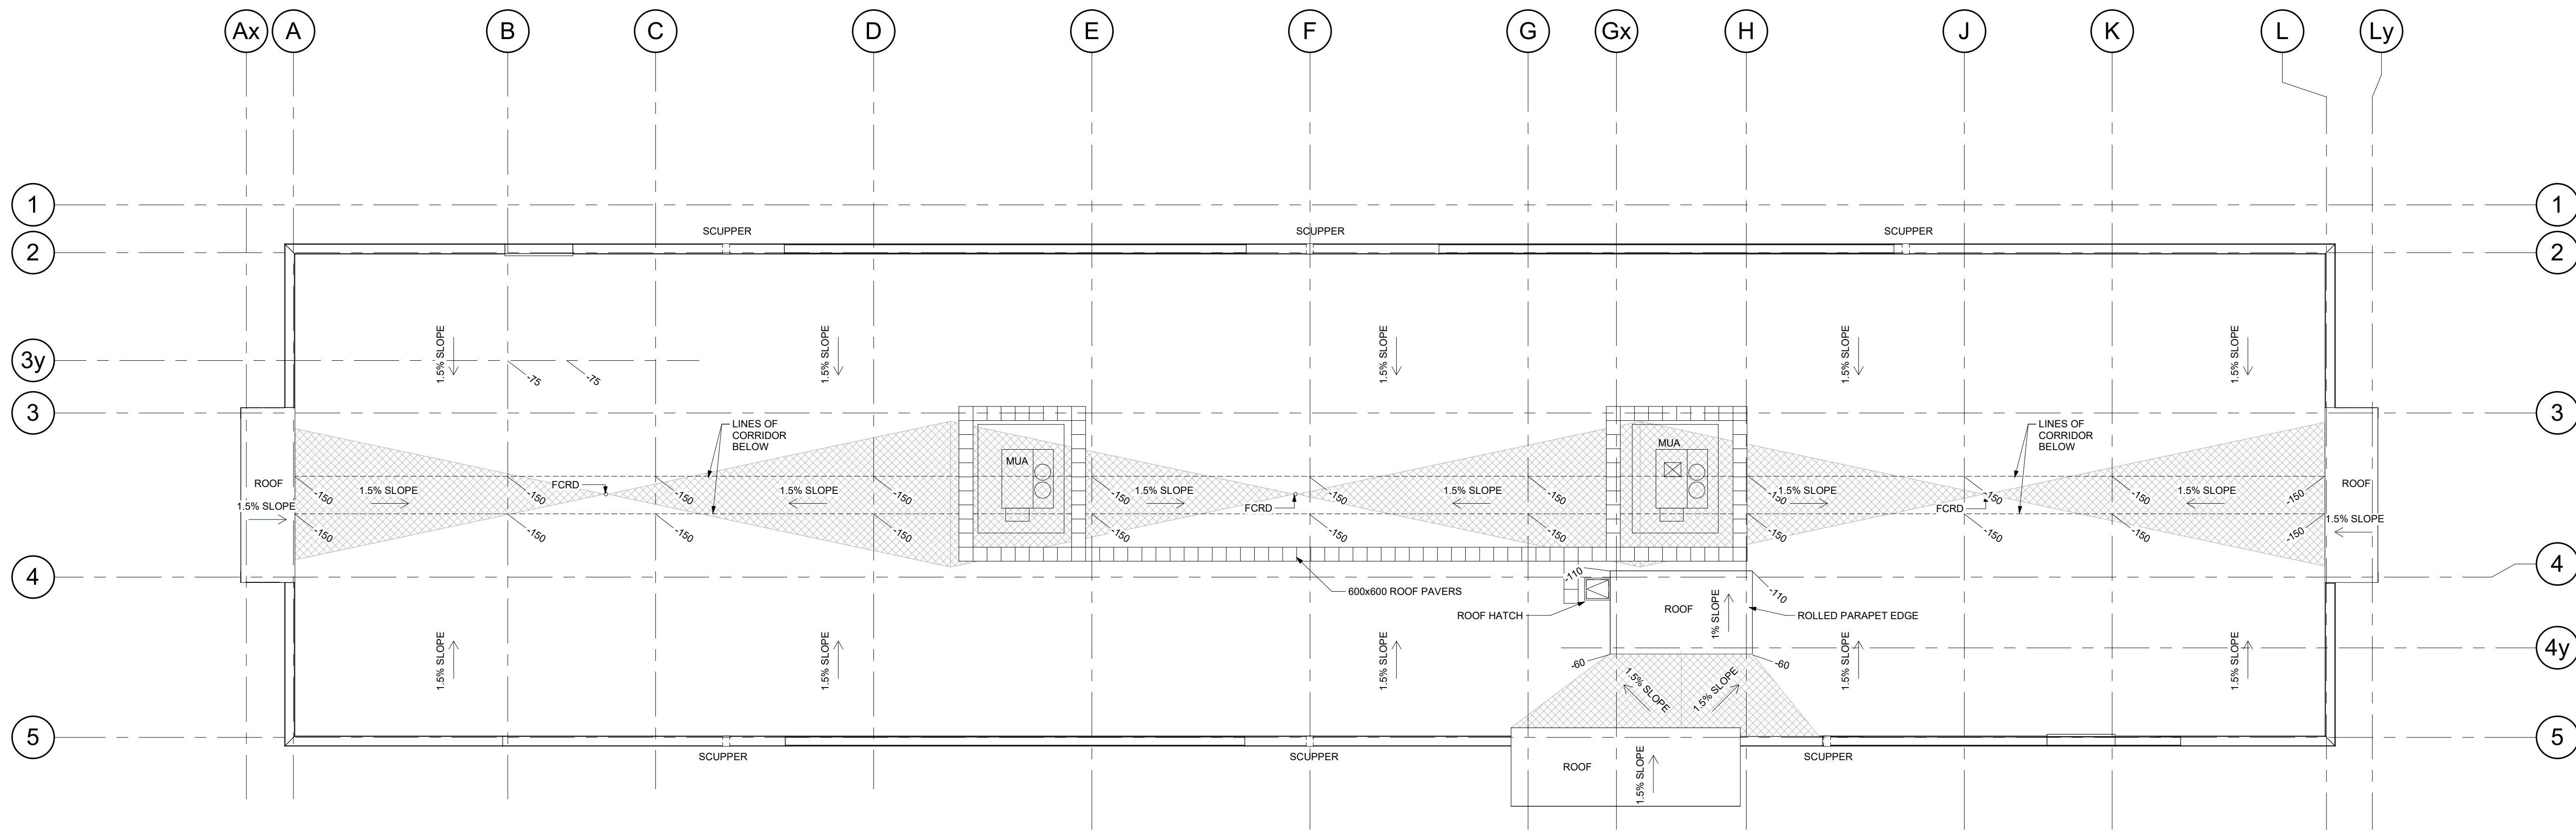 Ax A B C D E F G Gx H J K L Ly
1 1
SCUPPER SCUPPER SCUPPER
2 2
1.5% SLOPE 1.5% SLOPE 1.5% SLOPE 1.5% SLOPE 1.5% SLOPE
3y
-75 -75
3 3
LINES OF
CORRIDOR
BELOW
LINES OF
CORRIDOR
BELOW
MUA MUA
ROOF FCRD ROOF
1.5% SLOPE 1.5% SLOPE 1.5% SLOPE 1.5% SLOPE 1.5% SLOPE 1.5% SLOPE
-150 -150 -150 -150 -150 -150 -150 -150 -150 -150 -150
1.5% SLOPE FCRD FCRD 1.5% SLOPE
-150 -150 -150 -150 -150 -150 -150 -150 -150 -150 -150
4 4
-110 -110
600x600 ROOF PAVERS
ROOF HATCH ROOF 1% SLOPE ROLLED PARAPET EDGE
4y
-60 -60
1.5% SLOPE 1.5% SLOPE 1.5% SLOPE 1.5% SLOPE 1.5% SLOPE 1.5% SLOPE 1.5% SLOPE
5 5
SCUPPER SCUPPER SCUPPER
ROOF 1.5% SLOPE